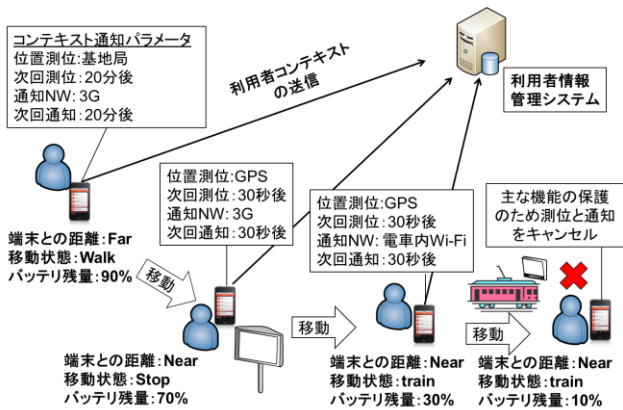 コンテキスト通知パラメータ
位置測位:基地局
次回測位:20分後
通知NW:3G
次回通知:20分後
利用者コンテキスト
の送信
利用者情報
管理システム
端末との距離:Far
移動状態:Walk
バッテリ残量:90%
移動
位置測位:GPS
次回測位:30秒後
通知NW:3G
次回通知:30秒後
端末との距離:Near
移動状態:Stop
バッテリ残量:70%
移動
位置測位:GPS
次回測位:30秒後
通知NW:電車内Wi-Fi
次回通知:30秒後
端末との距離:Near
移動状態:train
バッテリ残量:30%
移動
主な機能の保護
のため測位と通知
をキャンセル
端末との距離:Near
移動状態:train
バッテリ残量:10%